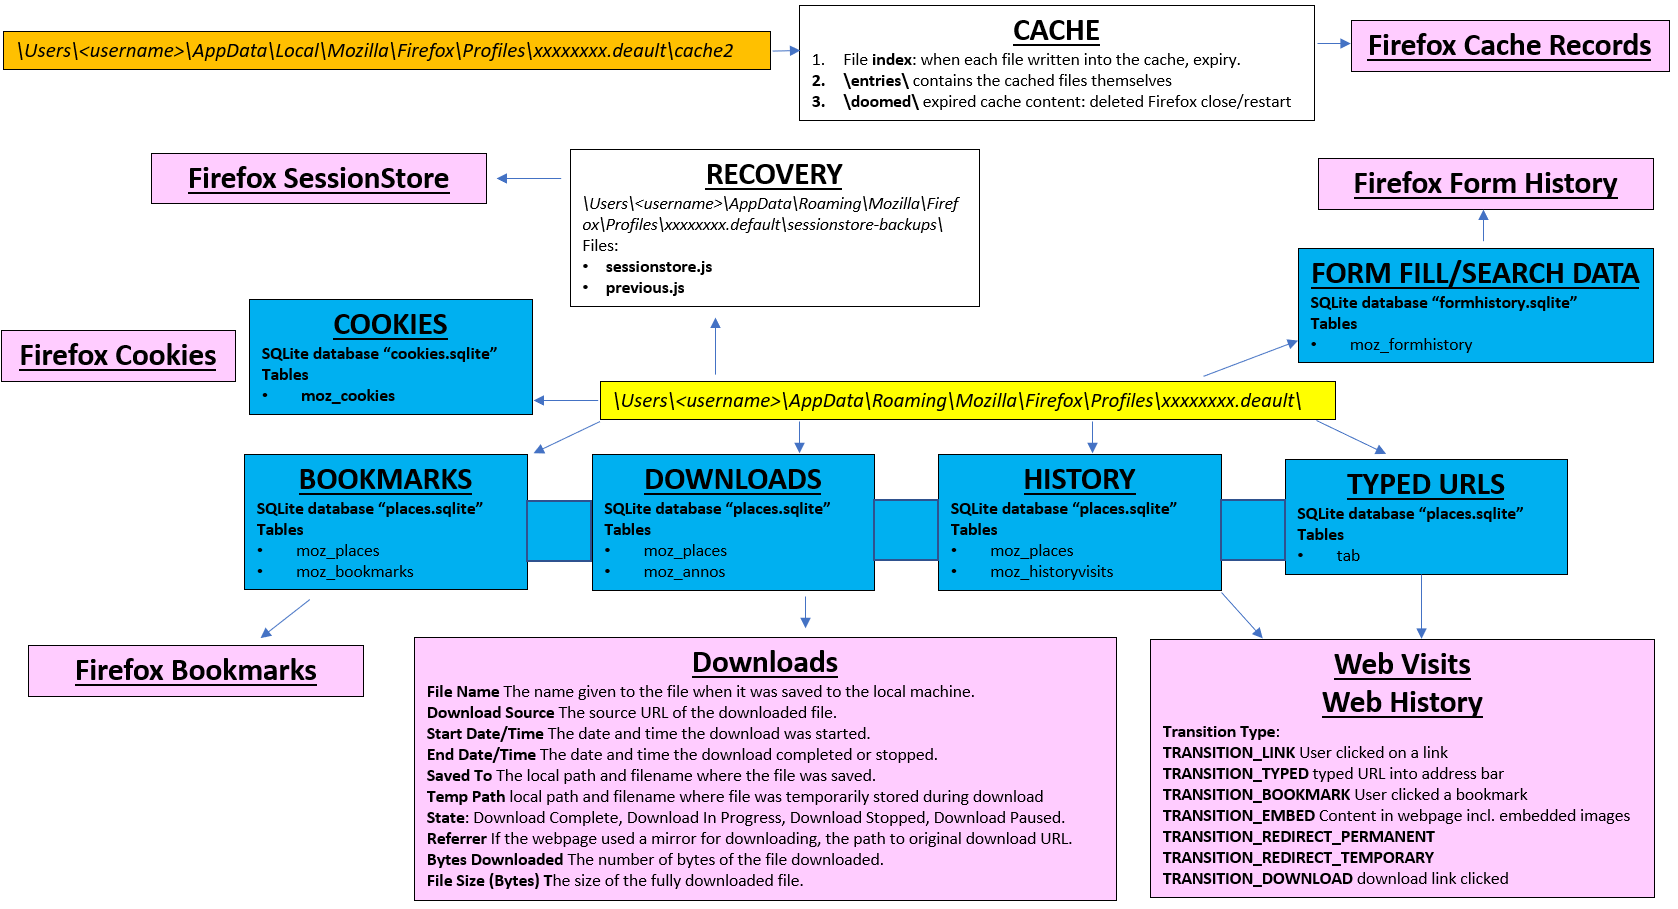 \Users\<username>\AppData\Local\Mozilla\Firefox\Profiles\xxxxxxxx.deault\cache2
CACHE
1. File index: when each file written into the cache, expiry.
2. \entries\ contains the cached files themselves
3. \doomed\ expired cache content: deleted Firefox close/restart
Firefox Cache Records
Firefox SessionStore
RECOVERY
\Users\<username>\AppData\Roaming\Mozilla\Firef
ox\Profiles\xxxxxxxx.default\sessionstore-backups\
Files:
• sessionstore.js
• previous.js
Firefox Form History
FORM FILL/SEARCH DATA
SQLite database “formhistory.sqlite”
Tables
• moz_formhistory
Firefox Cookies
COOKIES
SQLite database “cookies.sqlite”
Tables
• moz_cookies
\Users\<username>\AppData\Roaming\Mozilla\Firefox\Profiles\xxxxxxxx.deault\
BOOKMARKS
SQLite database “places.sqlite”
Tables
• moz_places
• moz_bookmarks
DOWNLOADS
SQLite database “places.sqlite”
Tables
• moz_places
• moz_annos
HISTORY
SQLite database “places.sqlite”
Tables
• moz_places
• moz_historyvisits
TYPED URLS
SQLite database “places.sqlite”
Tables
• tab
Firefox Bookmarks
Downloads
File Name The name given to the file when it was saved to the local machine.
Download Source The source URL of the downloaded file.
Start Date/Time The date and time the download was started.
End Date/Time The date and time the download completed or stopped.
Saved To The local path and filename where the file was saved.
Temp Path local path and filename where file was temporarily stored during download
State: Download Complete, Download In Progress, Download Stopped, Download Paused.
Referrer If the webpage used a mirror for downloading, the path to original download URL.
Bytes Downloaded The number of bytes of the file downloaded.
File Size (Bytes) The size of the fully downloaded file.
Web Visits
Web History
Transition Type:
TRANSITION_LINK User clicked on a link
TRANSITION_TYPED typed URL into address bar
TRANSITION_BOOKMARK User clicked a bookmark
TRANSITION_EMBED Content in webpage incl. embedded images
TRANSITION_REDIRECT_PERMANENT
TRANSITION_REDIRECT_TEMPORARY
TRANSITION_DOWNLOAD download link clicked